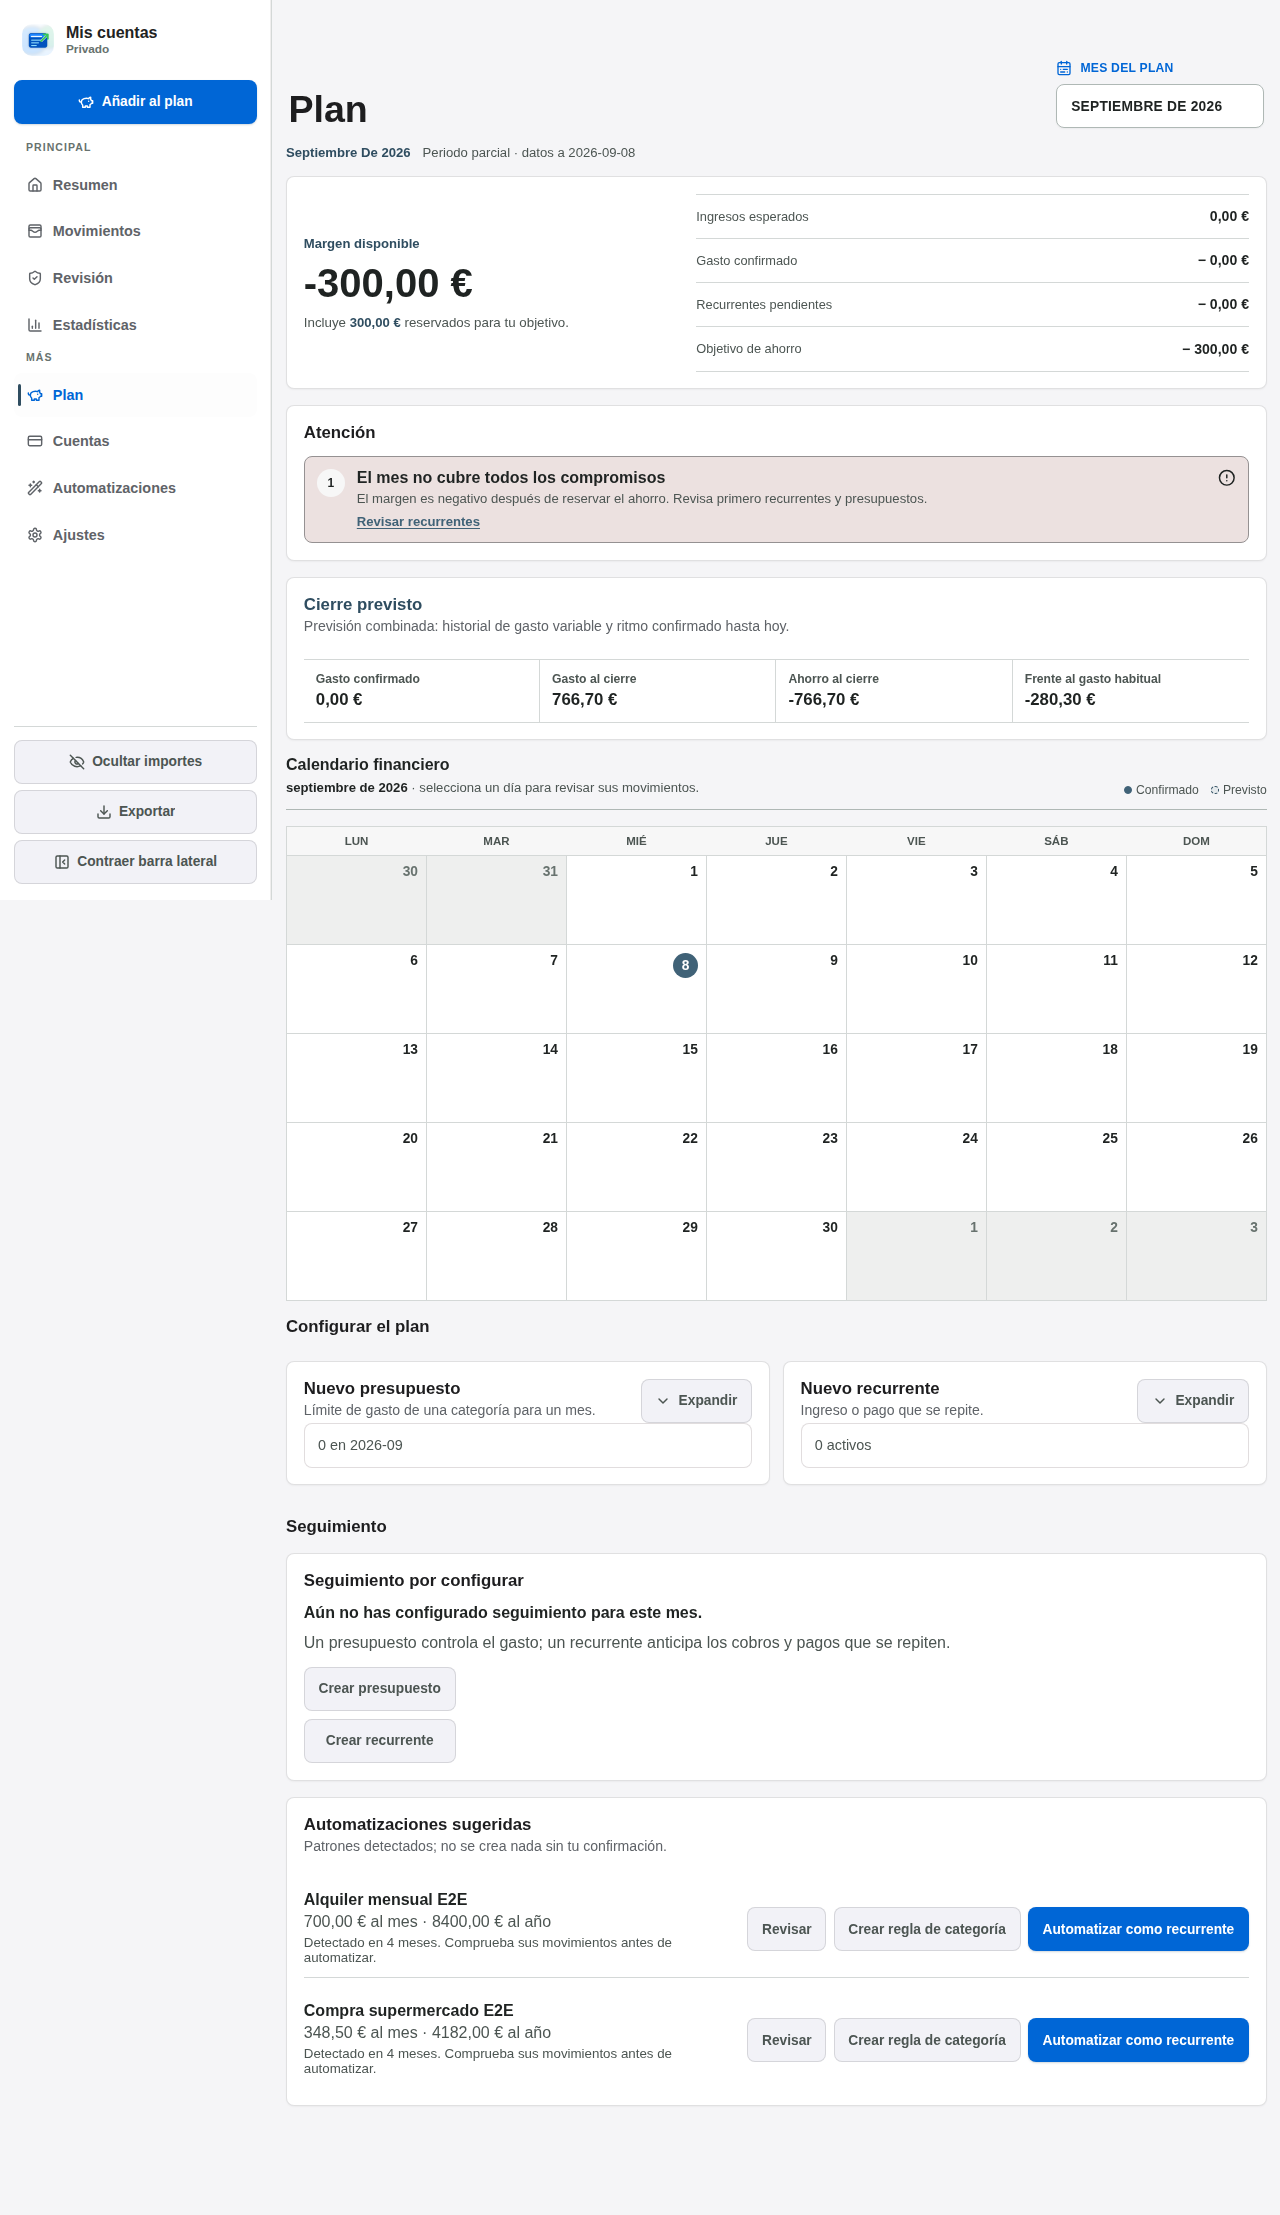 Mis cuentas
Privado
Añadir al plan
PRINCIPAL
Resumen
Movimientos
Revisión
Estadísticas
MÁS
Plan
Cuentas
Automatizaciones
Ajustes
Ocultar importes
Exportar
Contraer barra lateral
MES DEL PLAN
Plan
SEPTIEMBRE DE 2026
Septiembre De 2026 Periodo parcial · datos a 2026-09-08
Margen disponible
-300,00 €
Incluye 300,00 € reservados para tu objetivo.
Ingresos esperados 0,00 €
Gasto confirmado − 0,00 €
Recurrentes pendientes − 0,00 €
Objetivo de ahorro − 300,00 €
Atención
1 El mes no cubre todos los compromisos
El margen es negativo después de reservar el ahorro. Revisa primero recurrentes y presupuestos.
Revisar recurrentes
Cierre previsto
Previsión combinada: historial de gasto variable y ritmo confirmado hasta hoy.
Gasto confirmado Gasto al cierre Ahorro al cierre Frente al gasto habitual
0,00 € 766,70 € -766,70 € -280,30 €
Calendario financiero
septiembre de 2026 · selecciona un día para revisar sus movimientos. Confirmado Previsto
LUN MAR MIÉ JUE VIE SÁB DOM
30 31 1 2 3 4 5
6 7 8 9 10 11 12
13 14 15 16 17 18 19
20 21 22 23 24 25 26
27 28 29 30 1 2 3
Configurar el plan
Nuevo presupuesto
Límite de gasto de una categoría para un mes.
Expandir
0 en 2026-09
Nuevo recurrente
Ingreso o pago que se repite.
Expandir
0 activos
Seguimiento
Seguimiento por configurar
Aún no has configurado seguimiento para este mes.
Un presupuesto controla el gasto; un recurrente anticipa los cobros y pagos que se repiten.
Crear presupuesto
Crear recurrente
Automatizaciones sugeridas
Patrones detectados; no se crea nada sin tu confirmación.
Alquiler mensual E2E
700,00 € al mes · 8400,00 € al año
Detectado en 4 meses. Comprueba sus movimientos antes de
automatizar.
Revisar Crear regla de categoría Automatizar como recurrente
Compra supermercado E2E
348,50 € al mes · 4182,00 € al año
Detectado en 4 meses. Comprueba sus movimientos antes de
automatizar.
Revisar Crear regla de categoría Automatizar como recurrente